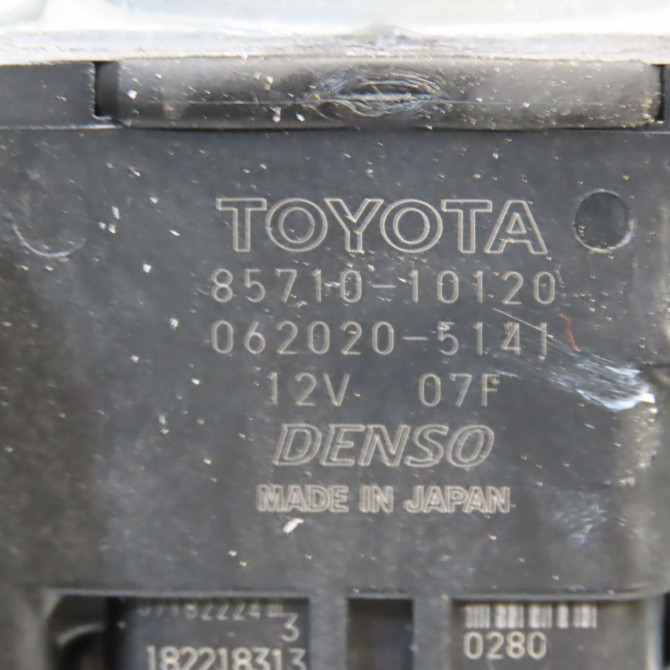 TOYOTA
85710-10120
062020-5141
12V 07F
DENSO
MADE IN JAPAN
3
182218313
0280